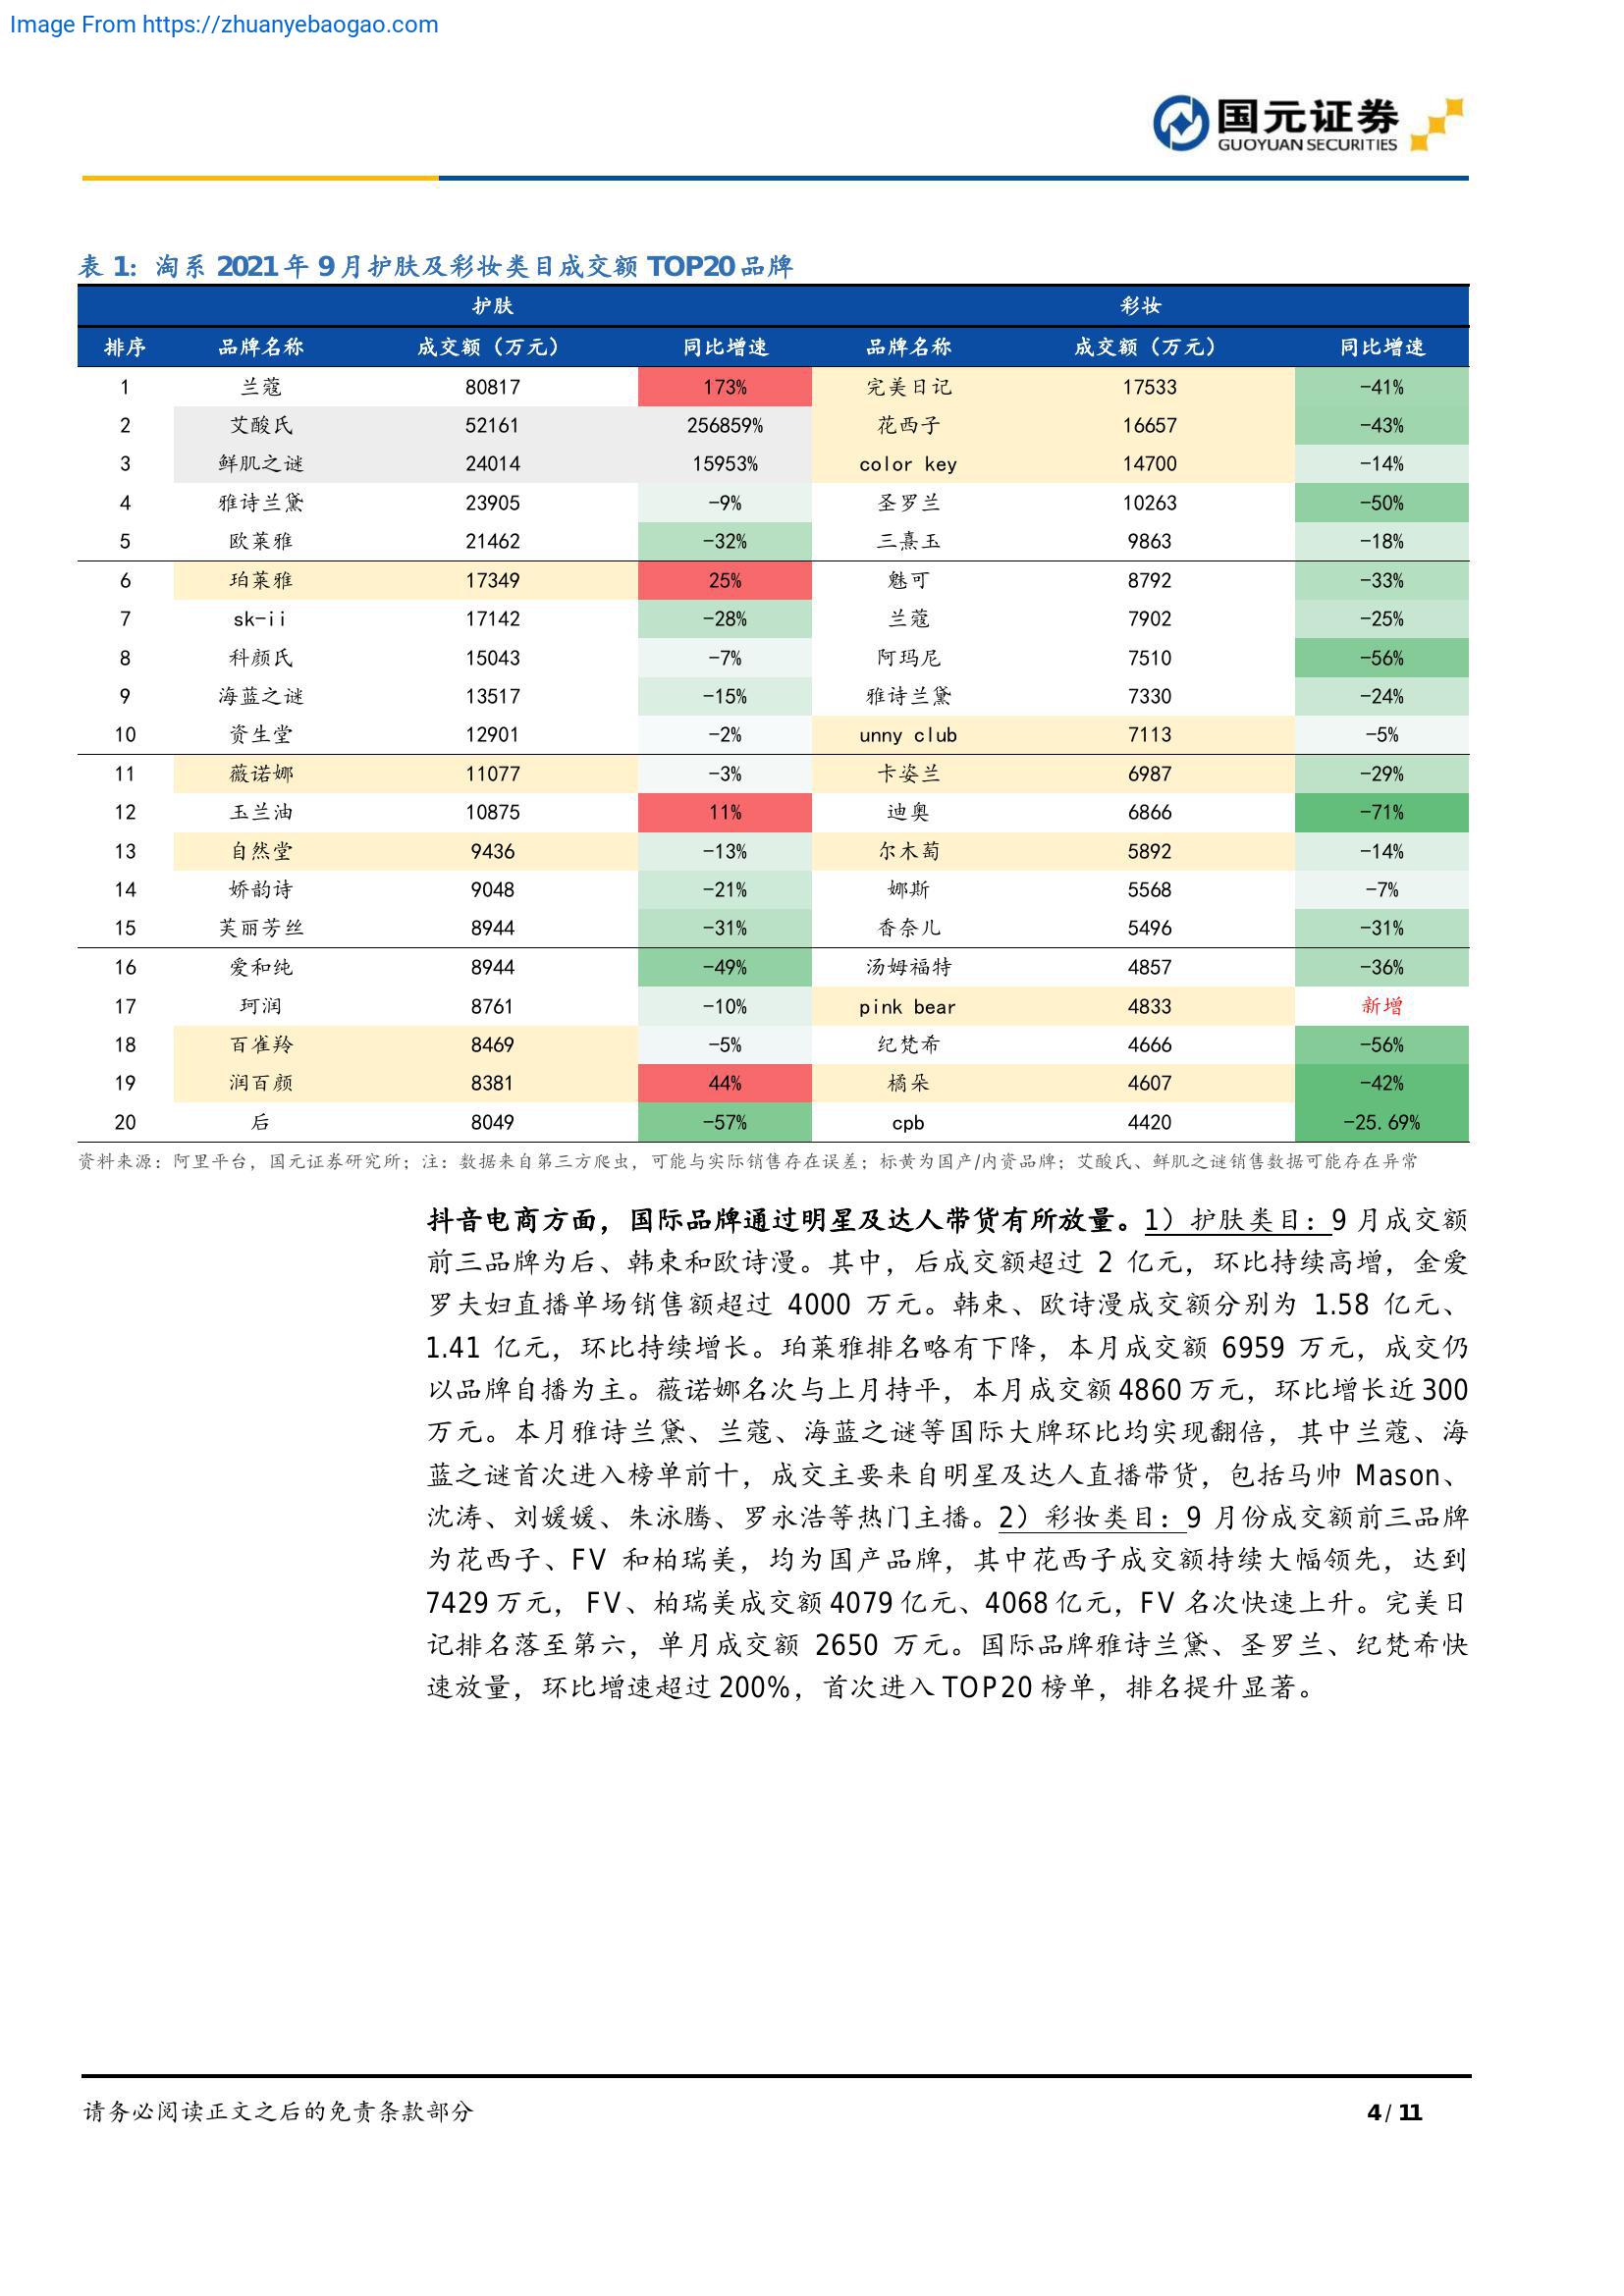 Image From https://zhuanyebaogao.com
国元证券
GUOYUAN SECURITIES
表 1：淘系 2021 年 9 月护肤及彩妆类目成交额 TOP20 品牌
护肤 彩妆
排序 品牌名称 成交额（万元） 同比增速 品牌名称 成交额（万元） 同比增速
1 兰蔻 80817 173% 完美日记 17533 -41%
2 艾酸氏 52161 256859% 花西子 16657 -43%
3 鲜肌之谜 24014 15953% color key 14700 -14%
4 雅诗兰黛 23905 -9% 圣罗兰 10263 -50%
5 欧莱雅 21462 -32% 三熹玉 9863 -18%
6 珀莱雅 17349 25% 魅可 8792 -33%
7 sk-ii 17142 -28% 兰蔻 7902 -25%
8 科颜氏 15043 -7% 阿玛尼 7510 -56%
9 海蓝之谜 13517 -15% 雅诗兰黛 7330 -24%
10 资生堂 12901 -2% unny club 7113 -5%
11 薇诺娜 11077 -3% 卡姿兰 6987 -29%
12 玉兰油 10875 11% 迪奥 6866 -71%
13 自然堂 9436 -13% 尔木萄 5892 -14%
14 娇韵诗 9048 -21% 娜斯 5568 -7%
15 芙丽芳丝 8944 -31% 香奈儿 5496 -31%
16 爱和纯 8944 -49% 汤姆福特 4857 -36%
17 珂润 8761 -10% pink bear 4833 新增
18 百雀羚 8469 -5% 纪梵希 4666 -56%
19 润百颜 8381 44% 橘朵 4607 -42%
20 后 8049 -57% cpb 4420 -25.69%
资料来源：阿里平台，国元证券研究所；注：数据来自第三方爬虫，可能与实际销售存在误差；标黄为国产/内资品牌；艾酸氏、鲜肌之谜销售数据可能存在异常
抖音电商方面，国际品牌通过明星及达人带货有所放量。1）护肤类目：9 月成交额
前三品牌为后、韩束和欧诗漫。其中，后成交额超过 2 亿元，环比持续高增，金爱
罗夫妇直播单场销售额超过 4000 万元。韩束、欧诗漫成交额分别为 1.58 亿元、
1.41 亿元，环比持续增长。珀莱雅排名略有下降，本月成交额 6959 万元，成交仍
以品牌自播为主。薇诺娜名次与上月持平，本月成交额 4860 万元，环比增长近 300
万元。本月雅诗兰黛、兰蔻、海蓝之谜等国际大牌环比均实现翻倍，其中兰蔻、海
蓝之谜首次进入榜单前十，成交主要来自明星及达人直播带货，包括马帅 Mason、
沈涛、刘媛媛、朱泳腾、罗永浩等热门主播。2）彩妆类目：9 月份成交额前三品牌
为花西子、FV 和柏瑞美，均为国产品牌，其中花西子成交额持续大幅领先，达到
7429 万元， FV、柏瑞美成交额 4079 亿元、4068 亿元，FV 名次快速上升。完美日
记排名落至第六，单月成交额 2650 万元。国际品牌雅诗兰黛、圣罗兰、纪梵希快
速放量，环比增速超过 200%，首次进入 TOP20 榜单，排名提升显著。
请务必阅读正文之后的免责条款部分 4 / 11